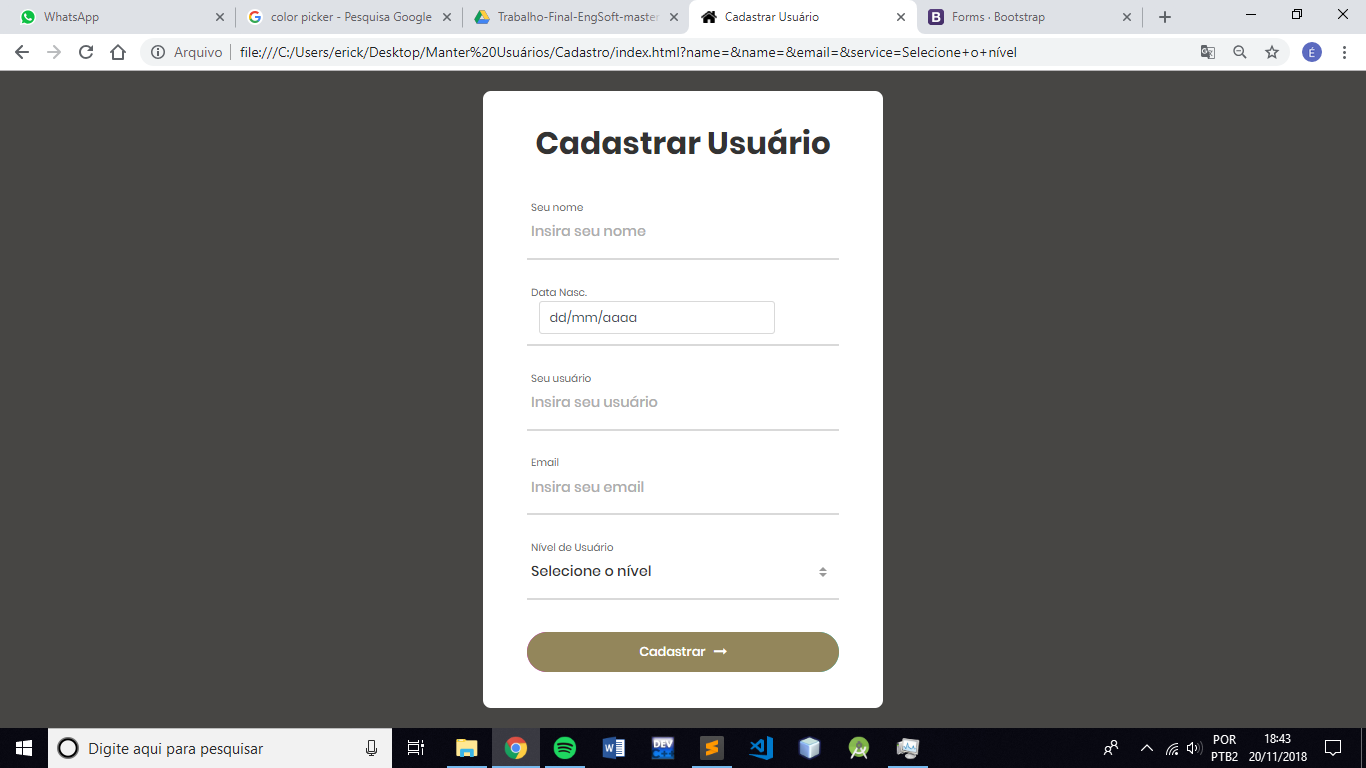 WhatsApp
color picker - Pesquisa Google
Trabalho-Final-EngSoft-master
Cadastrar Usuário
Forms · Bootstrap
Arquivo
file:///C:/Users/erick/Desktop/Manter%20Usuários/Cadastro/index.html?name=&name=&email=&service=Selecione+o+nível
É
Cadastrar Usuário
Seu nome
Insira seu nome
Data Nasc.
dd/mm/aaaa
Seu usuário
Insira seu usuário
Email
Insira seu email
Nível de Usuário
Selecione o nível
Cadastrar
Digite aqui para pesquisar
DEV
POR
PTB2
18:43
20/11/2018